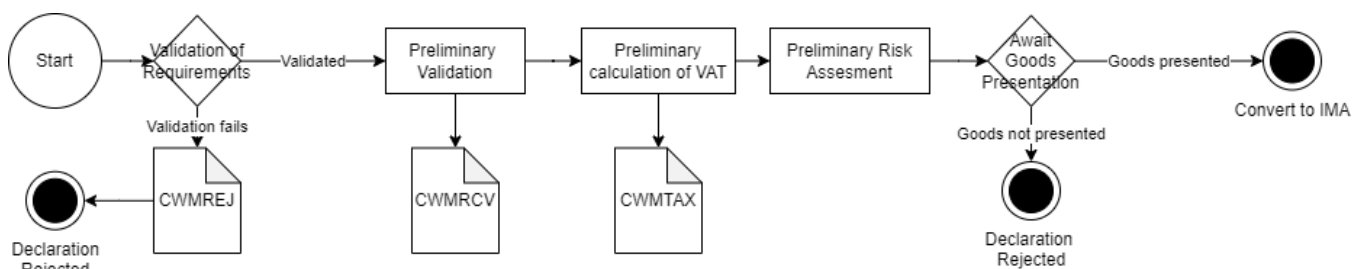 Start
Validation of
Requirements
Validated
Preliminary
Validation
Preliminary
calculation of VAT
Preliminary Risk
Assesment
Await
Goods
Presentation
Goods presented
Convert to IMA
Validation fails
Goods not presented
CWMREJ
CWMRCV
CWMTAX
Declaration
Rejected
Declaration
Rejected